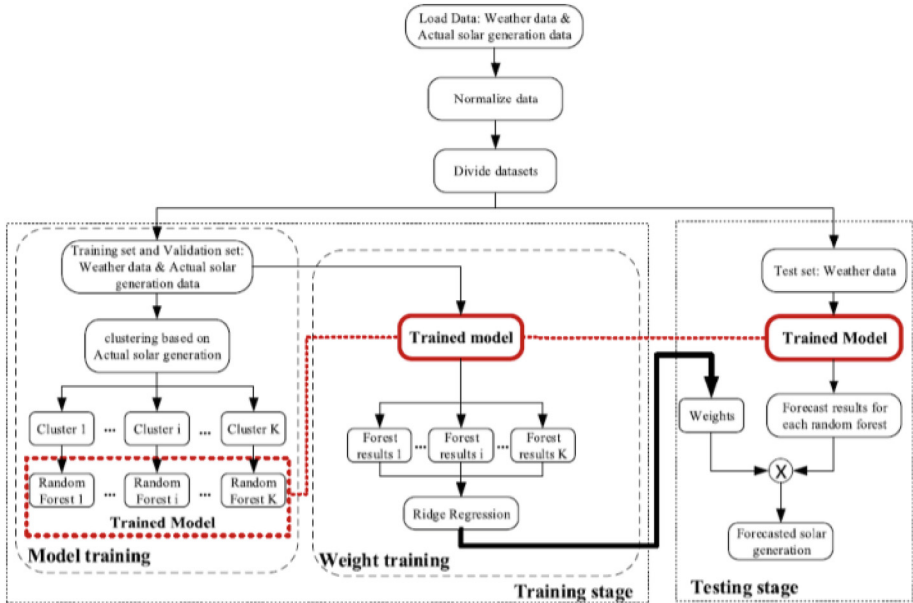 Load Data: Weather data &
Actual solar generation data
Normalize data
Divide datasets
Training set and Validation set:
Weather data & Actual solar
generation data
clustering based on
Actual solar generation
Cluster 1 ... Cluster i ... Cluster K
Random
Forest 1
...
Random
Forest i
...
Random
Forest K
Trained Model
Model training
Trained model
Forest
results 1
...
Forest
results i
...
Forest
results K
Ridge Regression
Weight training
Training stage
Test set: Weather data
Trained Model
Weights
Forecast results for
each random forest
X
Forecasted solar
generation
Testing stage